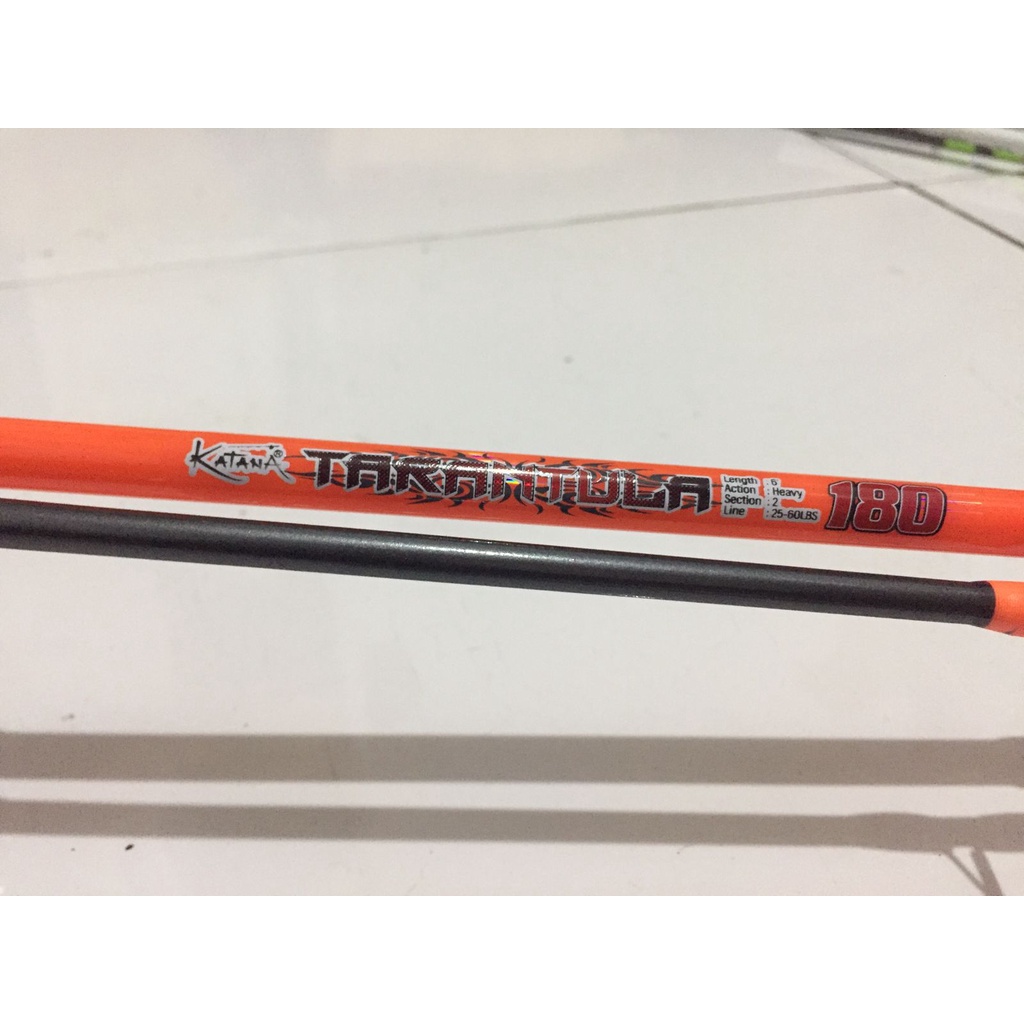 KATANA®
TARANTULA
Length : 6
Action : Heavy
Section : 2
Line : 25-60LBS
180